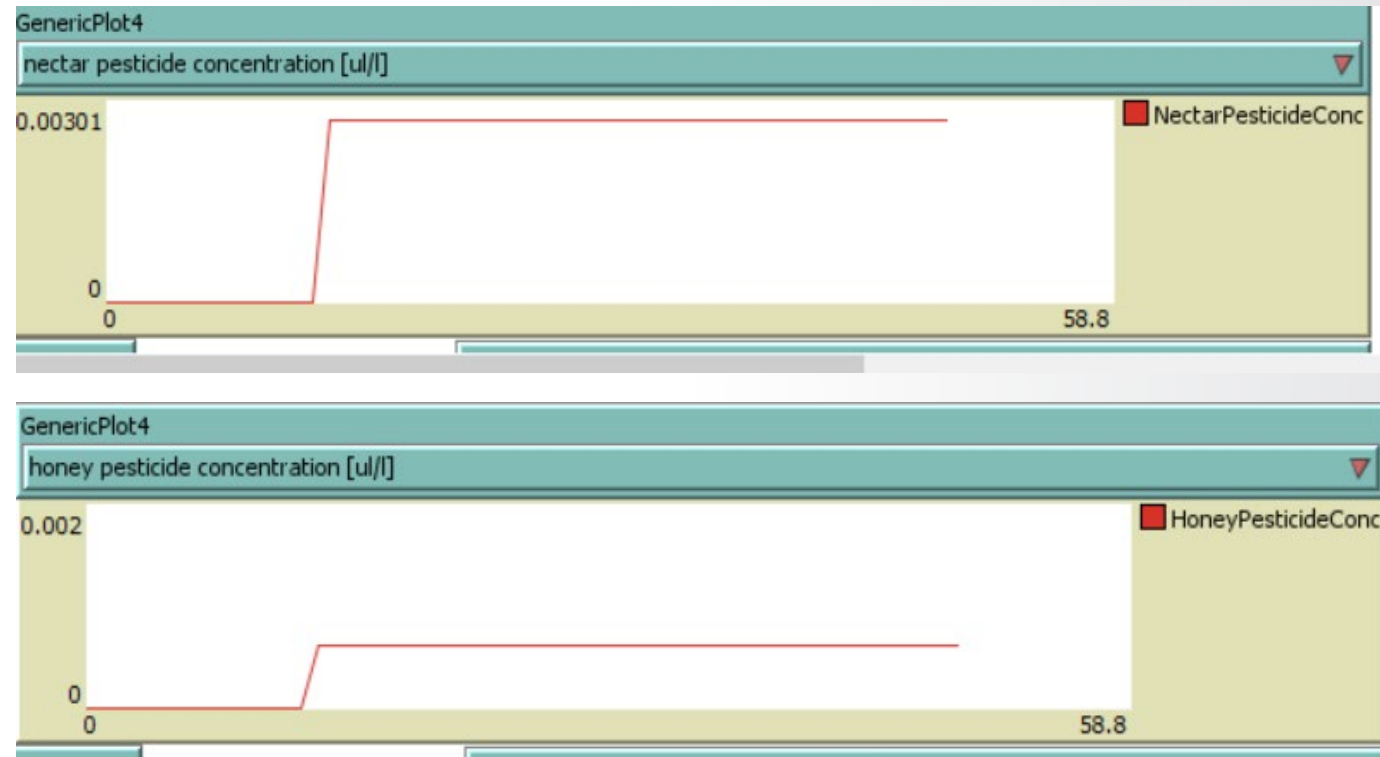 GenericPlot4
nectar pesticide concentration [ul/l]
0.00301
NectarPesticideConc
0
0
58.8
GenericPlot4
honey pesticide concentration [ul/l]
0.002
HoneyPesticideConc
0
0
58.8